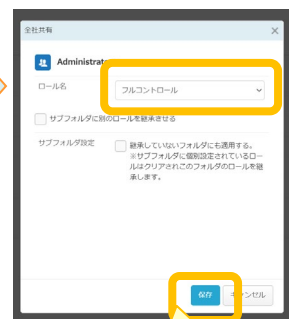 全社共有
Administrat
ロール名
フルコントロール
サブフォルダに別のロールを継承させる
サブフォルダ設定
継承していないフォルダにも適用する。
※サブフォルダに個別設定されているロー
ルはクリアされこのフォルダのロールを継
承します。
保存
キャンセル